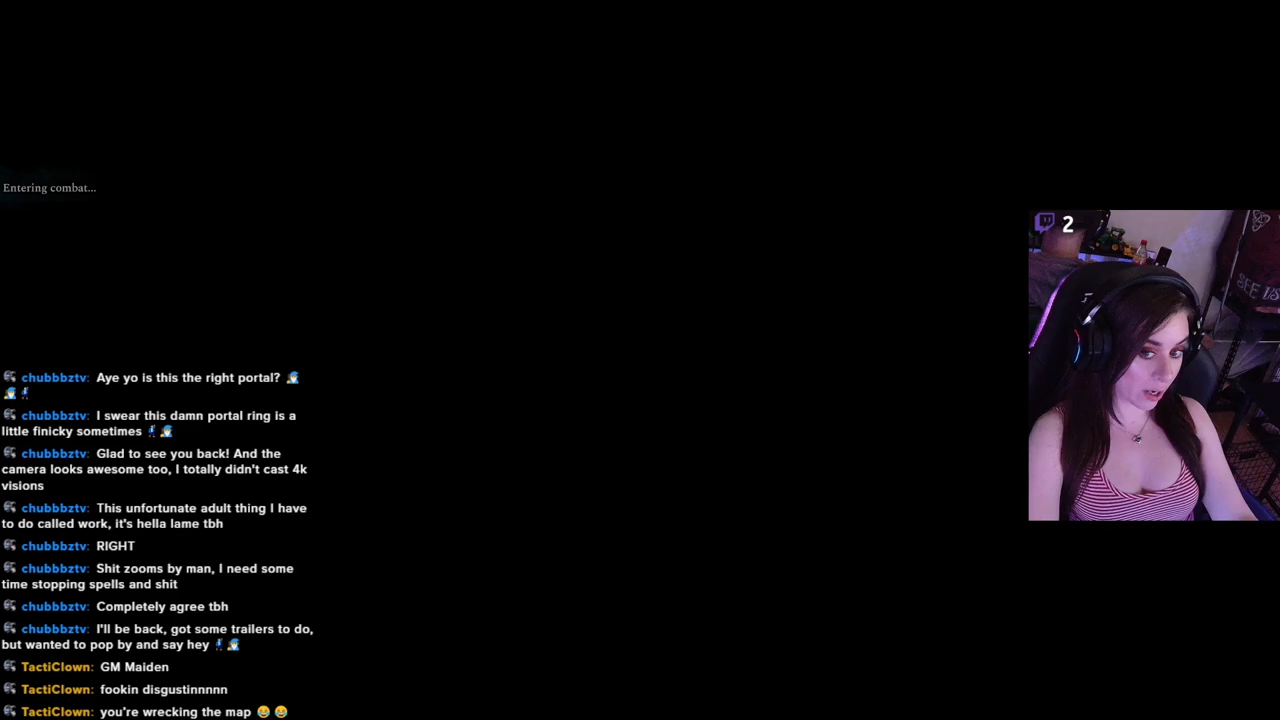 2
Entering combat...
SEE US
chubbbztv: Aye yo is this the right portal?
chubbbztv: I swear this damn portal ring is a
little finicky sometimes
chubbbztv: Glad to see you back! And the
camera looks awesome too, I totally didn't cast 4k
visions
chubbbztv: This unfortunate adult thing I have
to do called work, it's hella lame tbh
chubbbztv: RIGHT
chubbbztv: Shit zooms by man, I need some
time stopping spells and shit
chubbbztv: Completely agree tbh
chubbbztv: I'll be back, got some trailers to do,
but wanted to pop by and say hey
TactiClown: GM Maiden
TactiClown: fookin disgustinnnnn
TactiClown: you're wrecking the map 😂 😂